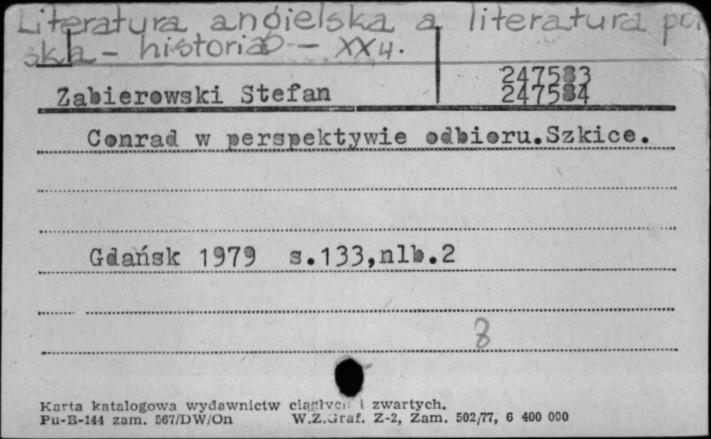 Literatura angielska a literatura pol
ska - historia - XX w.
247583
Zabierowski Stefan 247584
Conrad w perspektywie odbioru.Szkice.
Gdańsk 1979 s.133,nlb.2
8
Karta katalogowa wydawnictw ciągłych i zwartych.
Pu-B-144 zam. 567/DW/On W.Z.Graf. Z-2, Zam. 502/77, 6 400 000